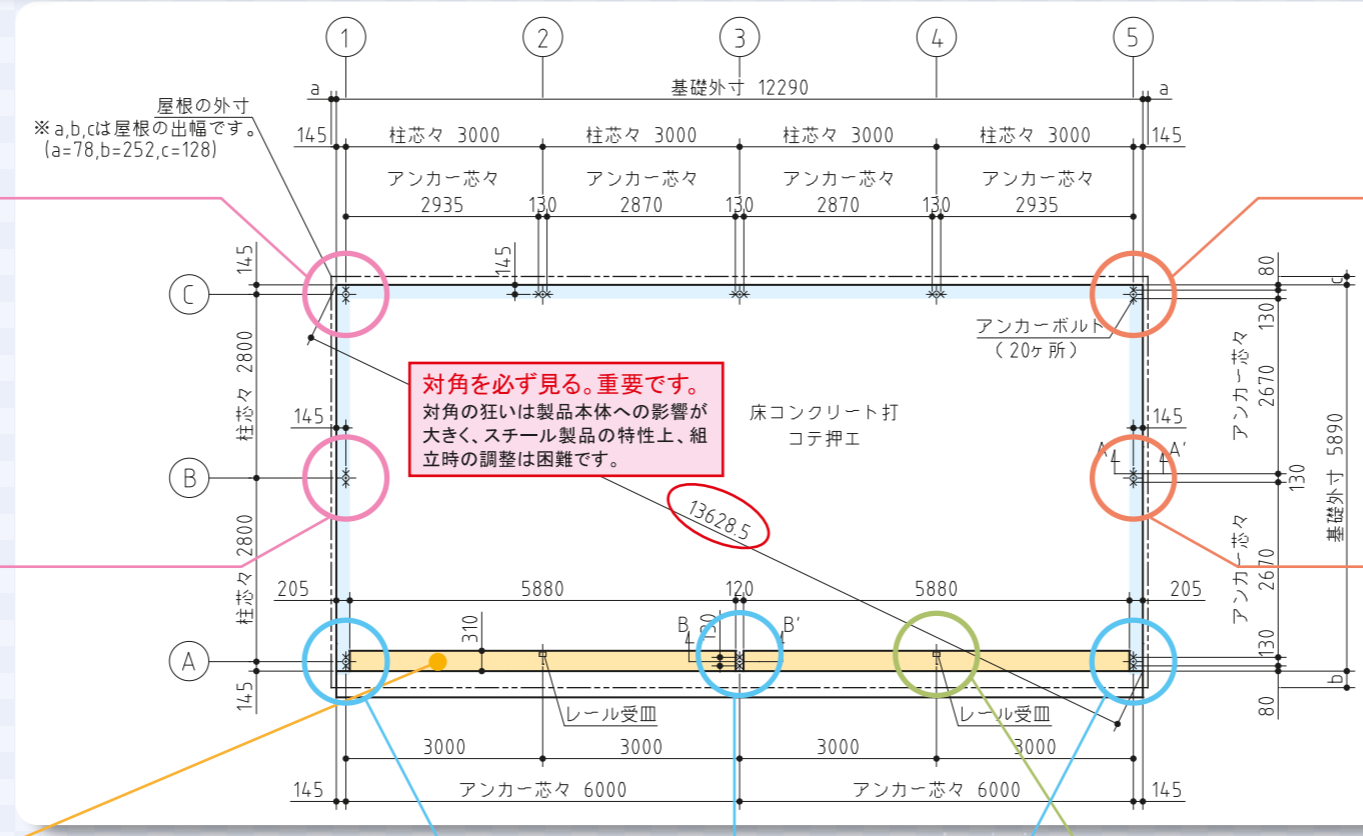 1 2 3 4 5
a 基礎外寸 12290 a
屋根の外寸
※a,b,cは屋根の出幅です。
(a=78,b=252,c=128)
145 柱芯々 3000 柱芯々 3000 柱芯々 3000 柱芯々 3000 145
アンカー芯々 アンカー芯々 アンカー芯々 アンカー芯々
2935 130 2870 130 2870 130 2935
145 145 80
C c
アンカーボルト
(20ヶ所)
130
柱芯々 2800
アンカー芯々 2670
対角を必ず見る。重要です。
対角の狂いは製品本体への影響が
大きく、スチール製品の特性上、組
立時の調整は困難です。
床コンクリート打
コテ押エ
145 145
B A A' 130
基礎外寸 5890
13628.5
柱芯々 2800
アンカー芯々 2670
205 5880 120 5880 205
310 130 B B'
A 130
145 b
80
レール受皿 レール受皿
3000 3000 3000 3000
145 アンカー芯々 6000 アンカー芯々 6000 145